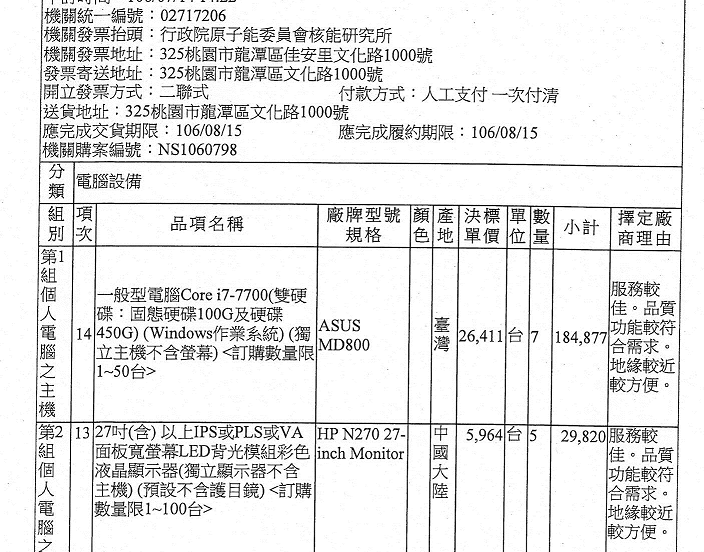 機關統一編號：02717206
機關發票抬頭：行政院原子能委員會核能研究所
機關發票地址：325桃園市龍潭區佳安里文化路1000號
發票寄送地址：325桃園市龍潭區文化路1000號
開立發票方式：二聯式 付款方式：人工支付 一次付清
送貨地址：325桃園市龍潭區文化路1000號
應完成交貨期限：106/08/15 應完成履約期限：106/08/15
機關購案編號：NS1060798
分類 電腦設備
組別 項次 品項名稱 廠牌型號規格 顏色 產地 決標單價 單位 數量 小計 擇定廠商理由
第1組個人電腦之主機
14
一般型電腦Core i7-7700(雙硬
碟：固態硬碟100G及硬碟
450G) (Windows作業系統) (獨
立主機不含螢幕) <訂購數量限
1~50台>
ASUS
MD800
臺灣
26,411
台
7
184,877
服務較
佳。品質
功能較符
合需求。
地緣較近
較方便。
第2組個人電腦之
13
27吋(含) 以上IPS或PLS或VA
面板寬螢幕LED背光模組彩色
液晶顯示器(獨立顯示器不含
主機) (預設不含護目鏡) <訂購
數量限1~100台>
HP N270 27-
inch Monitor
中國大陸
5,964
台
5
29,820
服務較
佳。品質
功能較符
合需求。
地緣較近
較方便。